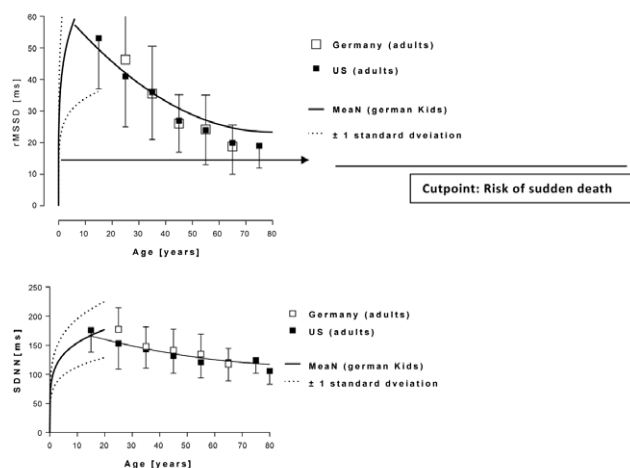 60
50
40
30
20
10
0
rMSSD [ms]
0 10 20 30 40 50 60 70 80
Age [years]
Germany (adults)
US (adults)
MeaN (german Kids)
± 1 standard dveiation
Cutpoint: Risk of sudden death
250
200
150
100
50
0
SDNN[ms]
0 10 20 30 40 50 60 70 80
Age [years]
Germany (adults)
US (adults)
MeaN (german Kids)
± 1 standard dveiation